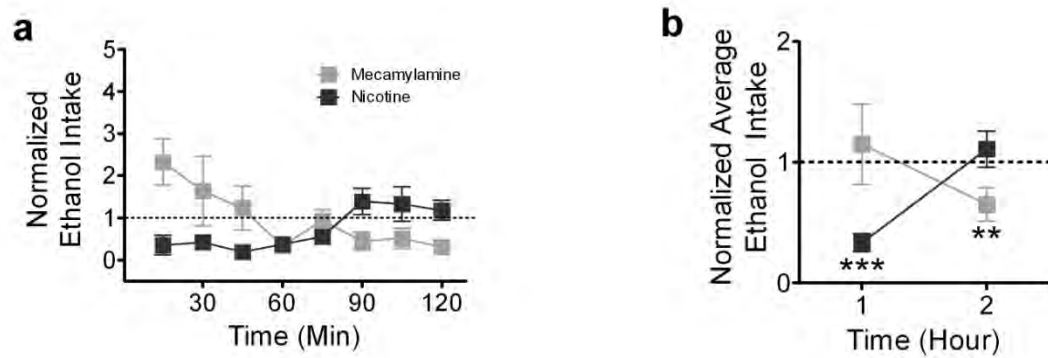 a
Normalized
Ethanol Intake
5
4
3
2
1
0
Mecamylamine
Nicotine
30
60
90
120
Time (Min)
b
Normalized Average
Ethanol Intake
2
1
0
***
**
1
2
Time (Hour)